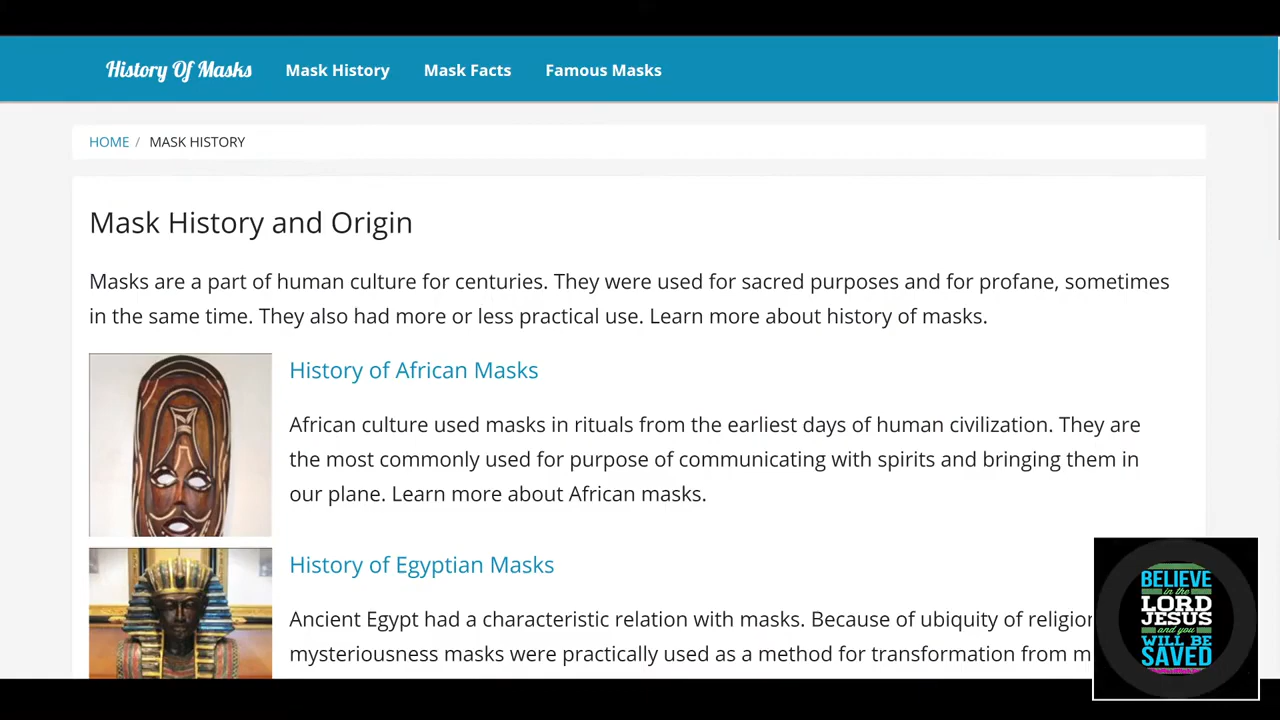 History Of Masks Mask History Mask Facts Famous Masks
HOME / MASK HISTORY
Mask History and Origin
Masks are a part of human culture for centuries. They were used for sacred purposes and for profane, sometimes
in the same time. They also had more or less practical use. Learn more about history of masks.
History of African Masks
African culture used masks in rituals from the earliest days of human civilization. They are
the most commonly used for purpose of communicating with spirits and bringing them in
our plane. Learn more about African masks.
History of Egyptian Masks
Ancient Egypt had a characteristic relation with masks. Because of ubiquity of religion
mysteriousness masks were practically used as a method for transformation from m
BELIEVE
in the
LORD
JESUS
and you
WILL BE
SAVED